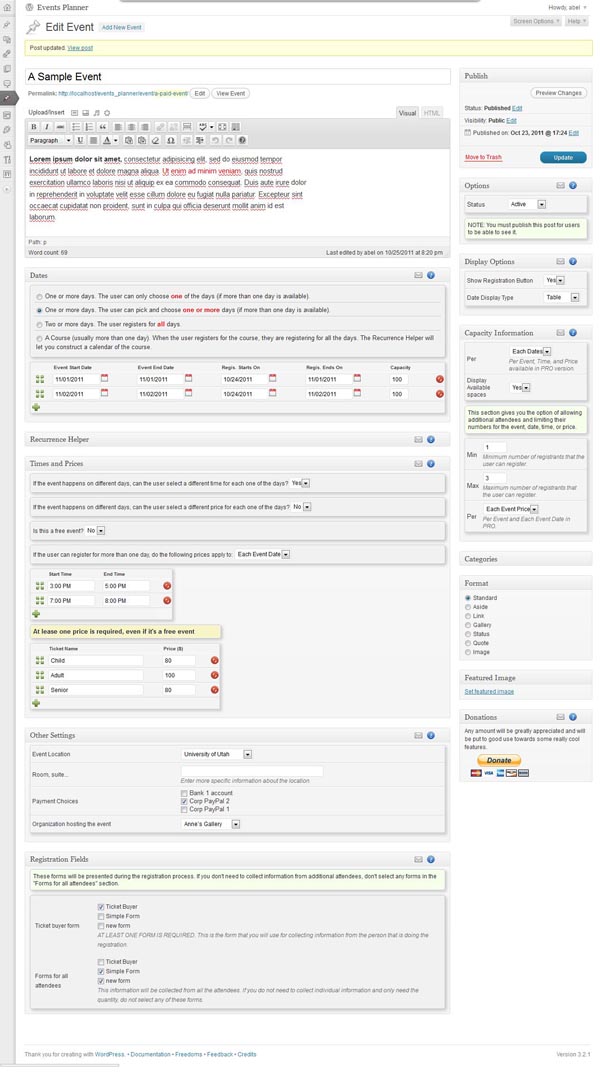 Events Planner
Howdy, abel
Screen Options
Help
Edit Event
Add New Event
Post updated. View post
A Sample Event
Permalink: http://localhost/events_planner/event/a-paid-event/ Edit View Event
Upload/Insert
Visual
HTML
Paragraph
Lorem ipsum dolor sit amet, consectetur adipisicing elit, sed do eiusmod tempor
incididunt ut labore et dolore magna aliqua. Ut enim ad minim veniam, quis nostrud
exercitation ullamco laboris nisi ut aliquip ex ea commodo consequat. Duis aute irure dolor
in reprehenderit in voluptate velit esse cillum dolore eu fugiat nulla pariatur. Excepteur sint
occaecat cupidatat non proident, sunt in culpa qui officia deserunt mollit anim id est
laborum.
Path: p
Word count: 69
Last edited by abel on 10/25/2011 at 8:20 pm
Dates
One or more days. The user can only choose one of the days (if more than one day is available).
One or more days. The user can pick and choose one or more days (if more than one day is available).
Two or more days. The user registers for all days.
A Course (usually more than one day). When the user registers for the course, they are registering for all the days. The Recurrence Helper will
let you construct a calendar of the course.
Event Start Date Event End Date Regis. Starts On Regis. Ends On Capacity
11/01/2011 11/01/2011 10/24/2011 11/01/2011 100
11/02/2011 11/02/2011 10/24/2011 11/02/2011 100
Recurrence Helper
Times and Prices
If the event happens on different days, can the user select a different time for each one of the days? Yes
If the event happens on different days, can the user select a different price for each one of the days? No
Is this a free event? No
If the user can register for more than one day, do the following prices apply to: Each Event Date
Start Time End Time
3:00 PM 5:00 PM
7:00 PM 8:00 PM
At lease one price is required, even if it's a free event
Ticket Name Price ($)
Child 80
Adult 100
Senior 80
Other Settings
Event Location University of Utah
Room, suite...
Enter more specific information about the location.
Payment Choices
Bank 1 account
Corp PayPal 2
Corp PayPal 1
Organization hosting the event Anne's Gallery
Registration Fields
These forms will be presented during the registration process. If you don't need to collect information from additional attendees, don't select any forms in the
"Forms for all attendees" section.
Ticket buyer form
Ticket Buyer
Simple Form
new form
AT LEAST ONE FORM IS REQUIRED. This is the form that you will use for collecting information from the person that is doing the
registration.
Forms for all
attendees
Ticket Buyer
Simple Form
new form
This information will be collected from all the attendees. If you do not need to collect individual information and only need the
quantity, do not select any of these forms.
Publish
Preview Changes
Status: Published Edit
Visibility: Public Edit
Published on: Oct 23, 2011 @ 17:24 Edit
Move to Trash
Update
Options
Status Active
NOTE: You must publish this post for users
to be able to see it.
Display Options
Show Registration Button Yes
Date Display Type Table
Capacity Information
Per Each Dates
Per Event, Time, and Price
available in PRO version.
Display
Available
spaces
Yes
This section gives you the option of allowing
additional attendees and limiting their
numbers for the event, date, time, or price.
Min 1
Minimum number of registrants that the
user can register.
Max 3
Maximum number of registrants that
the user can register.
Per Each Event Price
Per Event and Each Event Date in
PRO.
Categories
Format
Standard
Aside
Link
Gallery
Status
Quote
Image
Featured Image
Set featured image
Donations
Any amount will be greatly appreciated and will
be put to good use towards some really cool
features.
Donate
VISA
Thank you for creating with WordPress. • Documentation • Freedoms • Feedback • Credits
Version 3.2.1